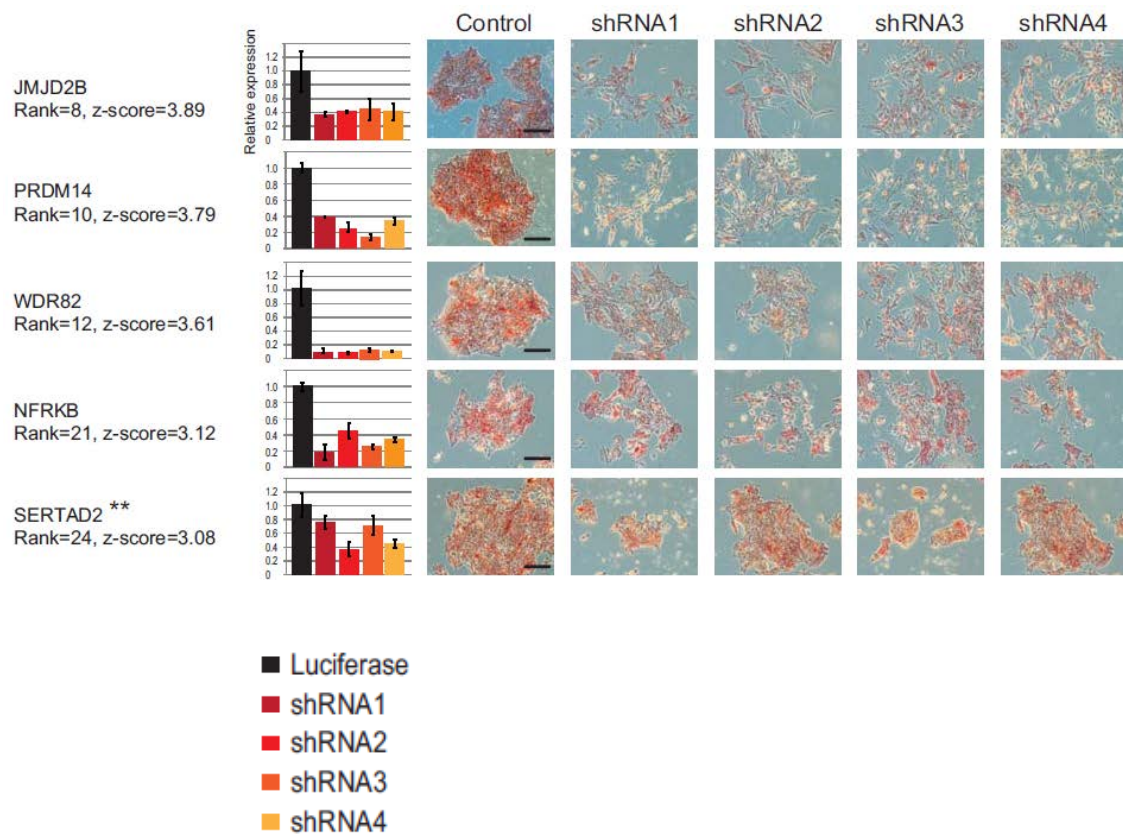 Control shRNA1 shRNA2 shRNA3 shRNA4
Relative expression
JMJD2B
Rank=8, z-score=3.89
1.2
1.0
0.8
0.6
0.4
0.2
0
PRDM14
Rank=10, z-score=3.79
1.0
0.8
0.6
0.4
0.2
0
WDR82
Rank=12, z-score=3.61
1.2
1.0
0.8
0.6
0.4
0.2
0
NFRKB
Rank=21, z-score=3.12
1.0
0.8
0.6
0.4
0.2
0
SERTAD2 **
Rank=24, z-score=3.08
1.2
1.0
0.8
0.6
0.4
0.2
0
Luciferase
shRNA1
shRNA2
shRNA3
shRNA4